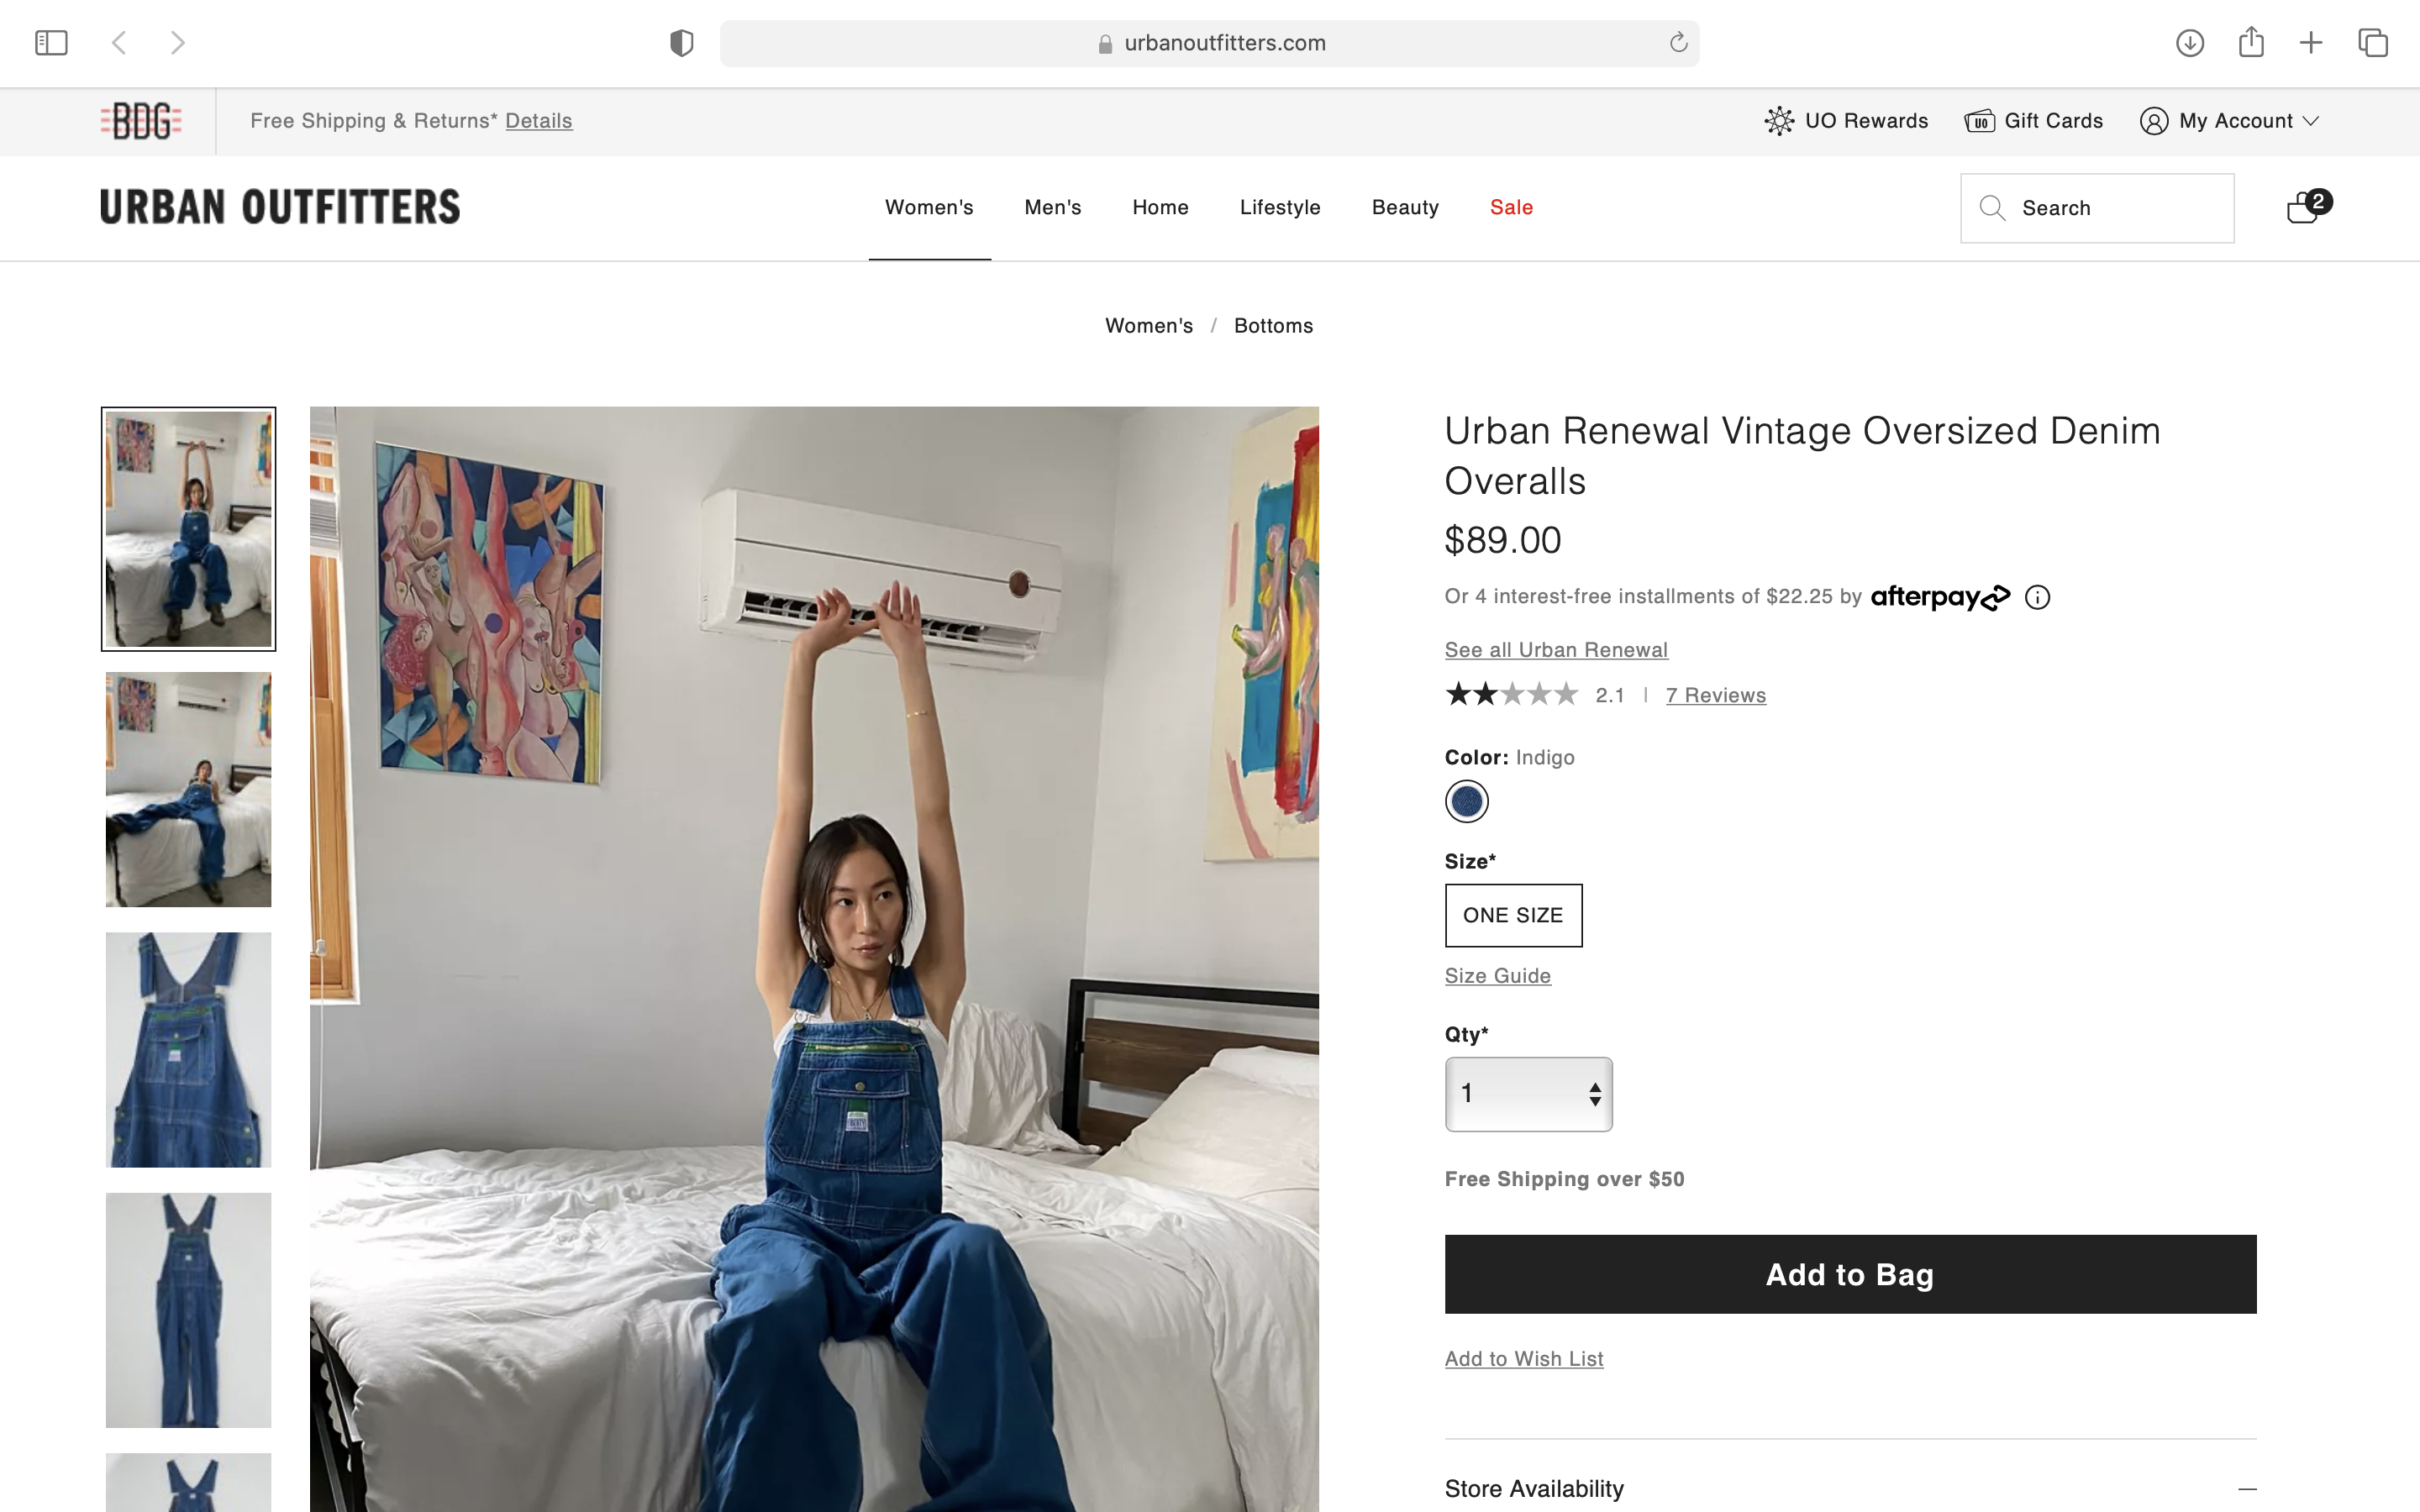 urbanoutfitters.com
BDG
Free Shipping & Returns* Details
UO Rewards
UO
Gift Cards
My Account
URBAN OUTFITTERS
Women's
Men's
Home
Lifestyle
Beauty
Sale
Search
2
Women's / Bottoms
Urban Renewal Vintage Oversized Denim
Overalls
$89.00
Or 4 interest-free installments of $22.25 by afterpay
See all Urban Renewal
2.1 | 7 Reviews
Color: Indigo
Size*
ONE SIZE
Size Guide
Qty*
1
Free Shipping over $50
Add to Bag
Add to Wish List
Store Availability